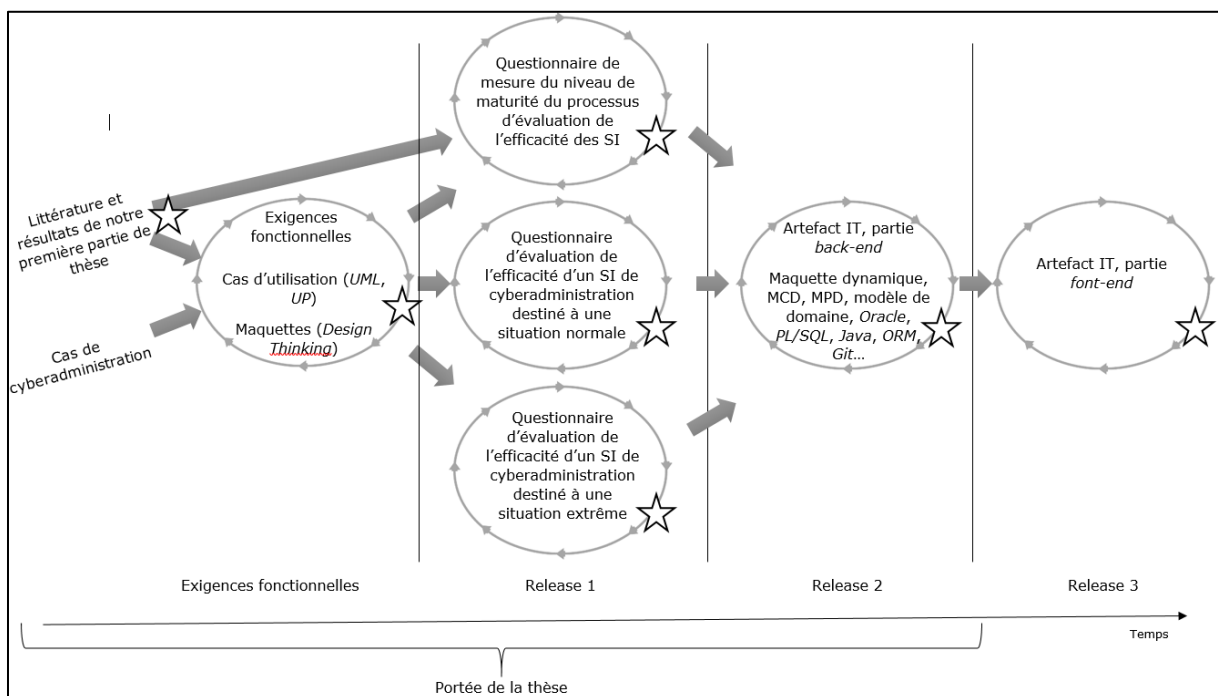 Littérature et
résultats de notre
première partie de
thèse
Cas de
cyberadministration
Exigences
fonctionnelles
Cas d'utilisation (UML,
UP)
Maquettes (Design
Thinking)
Questionnaire de
mesure du niveau de
maturité du processus
d'évaluation de
l'efficacité des SI
Questionnaire
d'évaluation de
l'efficacité d'un SI de
cyberadministration
destiné à une
situation normale
Questionnaire
d'évaluation de
l'efficacité d'un SI de
cyberadministration
destiné à une
situation extrême
Artefact IT, partie
back-end
Maquette dynamique,
MCD, MPD, modèle de
domaine, Oracle,
PL/SQL, Java, ORM,
Git...
Artefact IT, partie
font-end
Exigences fonctionnelles
Release 1
Release 2
Release 3
Temps
Portée de la thèse